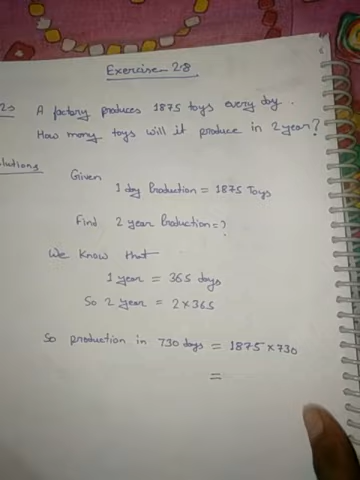 Exercise-2.8
A factory produces 1875 toys every day.
How many toys will it produce in 2 year?
Solutions
Given
1 day Production = 1875 Toys
Find 2 year Production = ?
We Know that
1 year = 365 days
So 2 year = 2×365
So production in 730 days = 1875×730
=